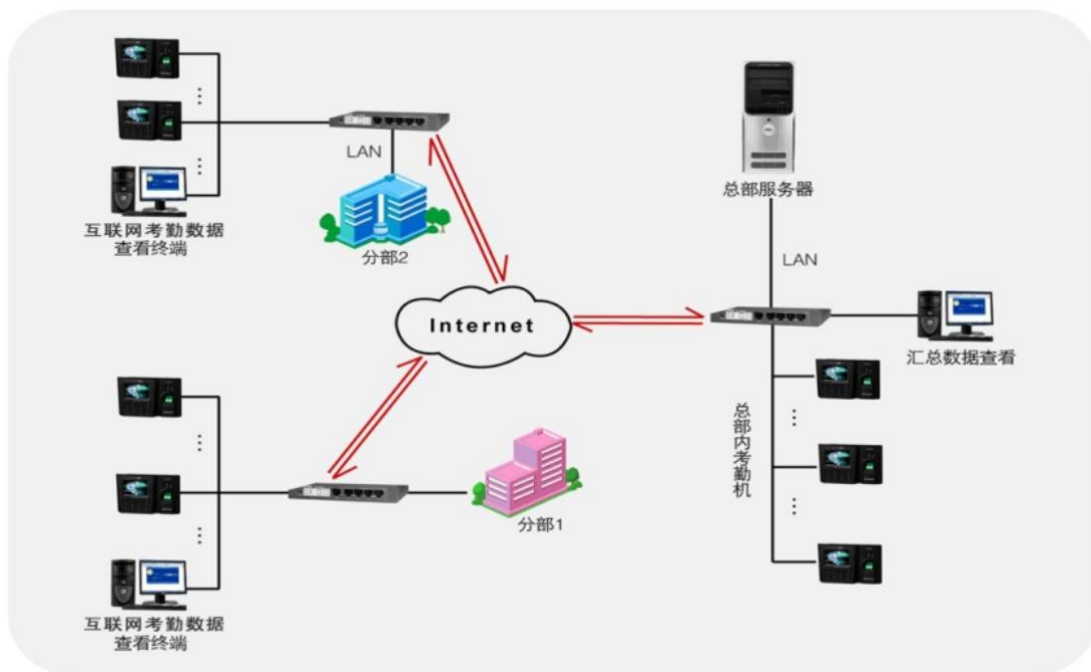 LAN
总部服务器
互联网考勤数据
查看终端
分部2
LAN
Internet
汇总数据查看
总部内考勤机
分部1
互联网考勤数据
查看终端